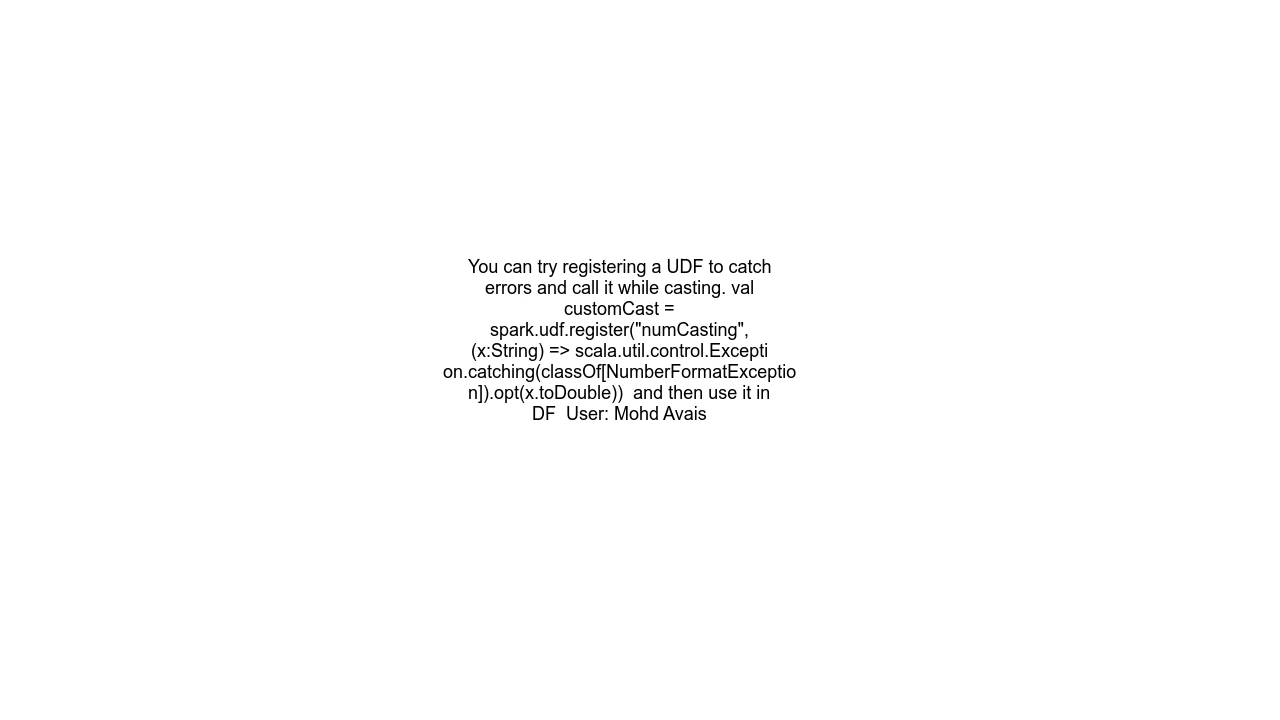 You can try registering a UDF to catch
errors and call it while casting. val
customCast =
spark.udf.register("numCasting",
(x:String) => scala.util.control.Excepti
on.catching(classOf[NumberFormatExceptio
n]).opt(x.toDouble))  and then use it in
DF  User: Mohd Avais